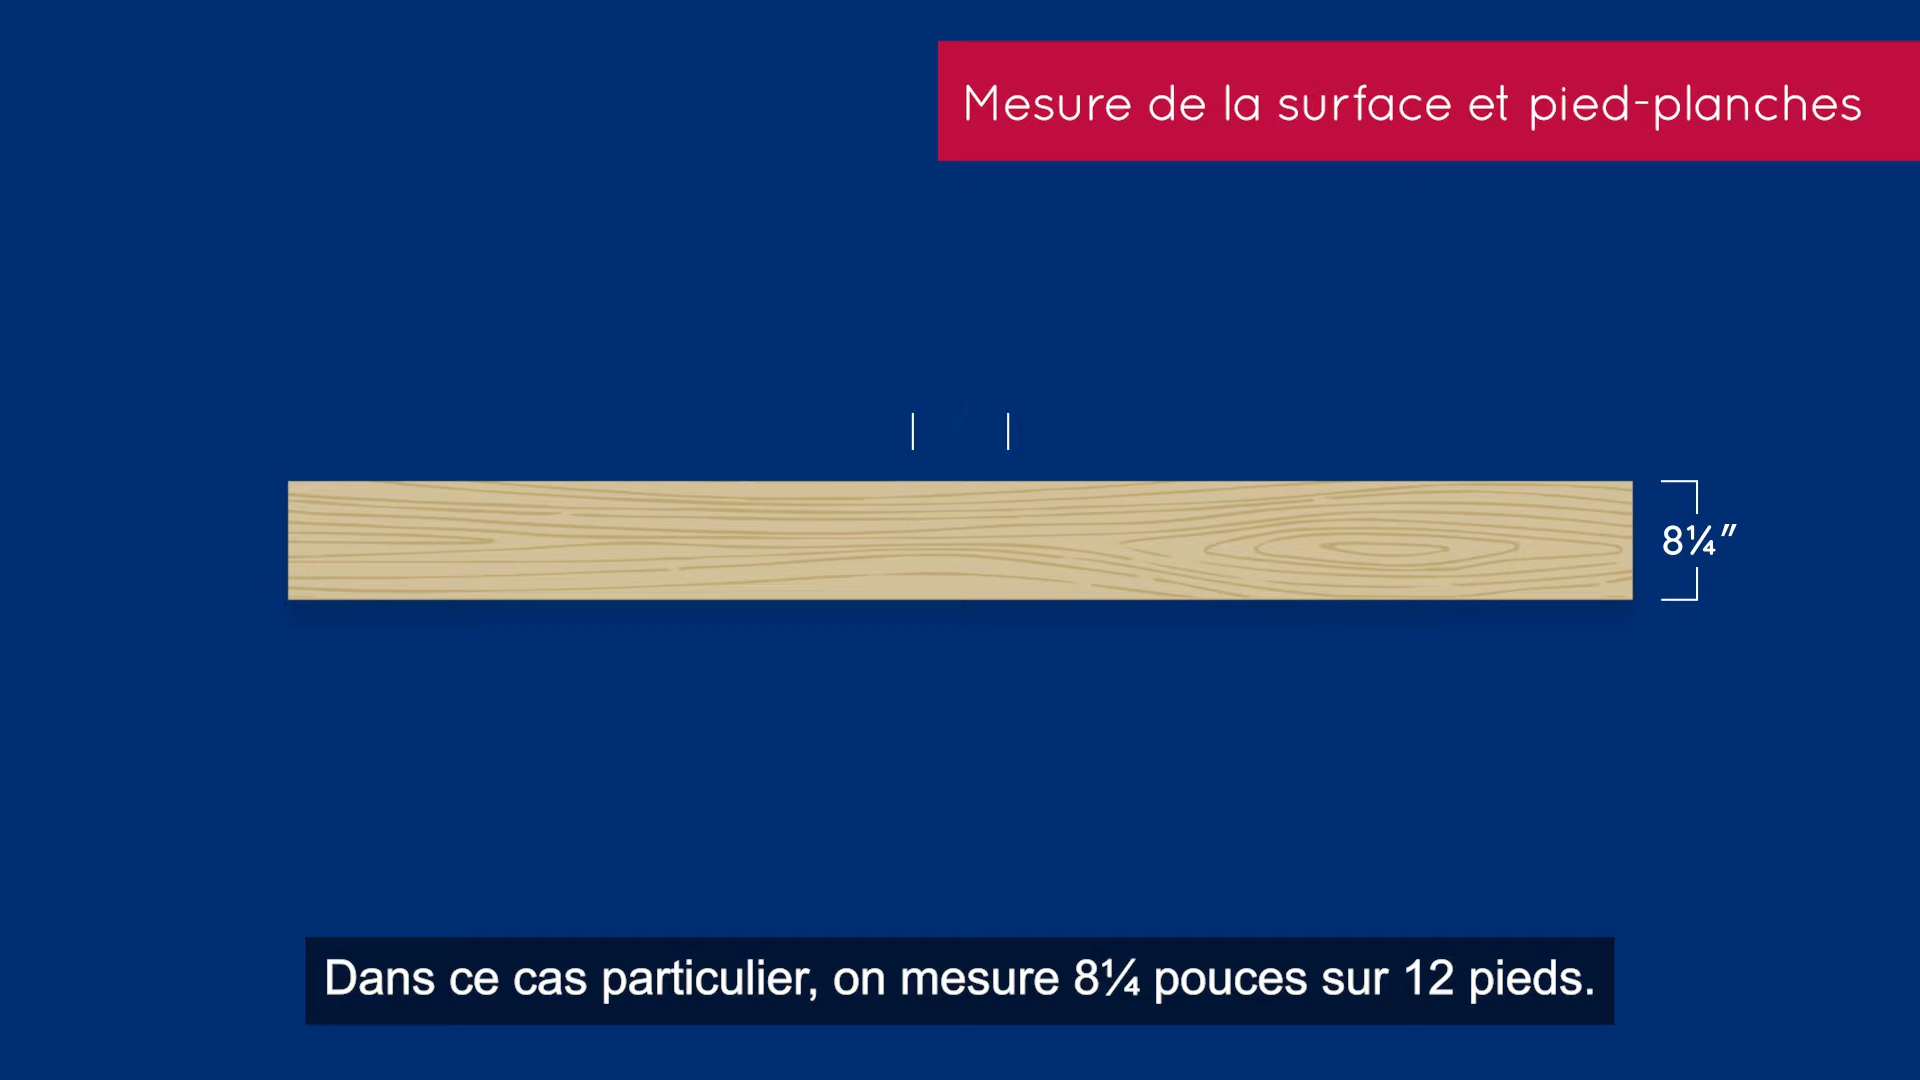 Mesure de la surface et pied-planches
8¼″
Dans ce cas particulier, on mesure 8¼ pouces sur 12 pieds.